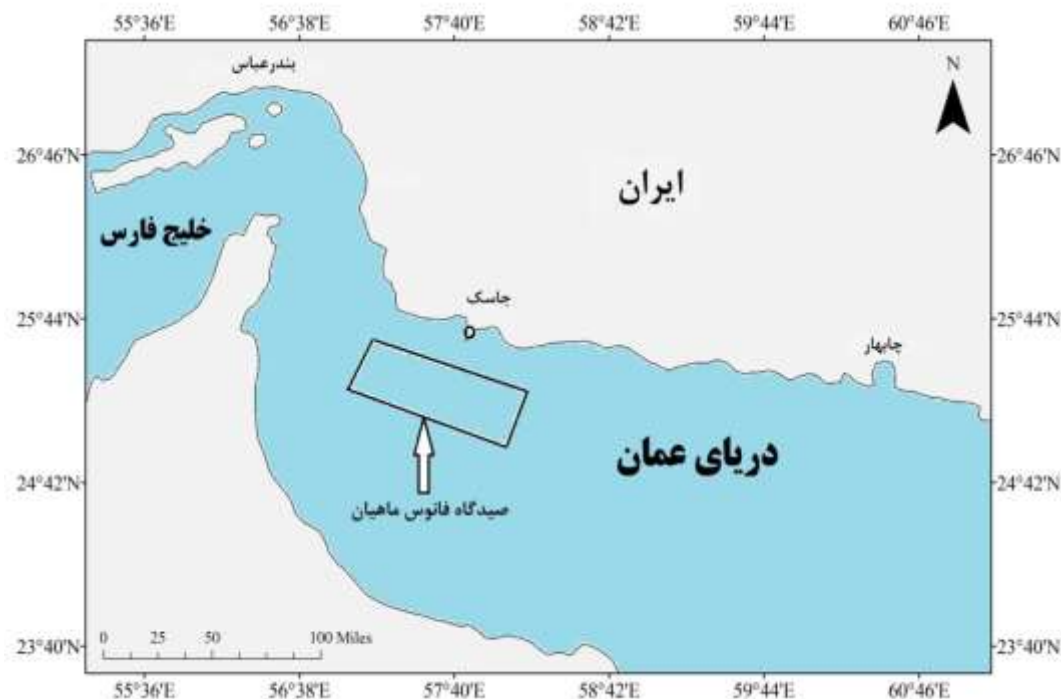 55°36'E 56°38'E 57°40'E 58°42'E 59°44'E 60°46'E
بندرعباس
N
26°46'N 26°46'N
ایران
خلیج فارس
جاسک
25°44'N 25°44'N
چابهار
دریای عمان
24°42'N 24°42'N
صیدگاه فانوس ماهیان
0 25 50 100 Miles
23°40'N 23°40'N
55°36'E 56°38'E 57°40'E 58°42'E 59°44'E 60°46'E